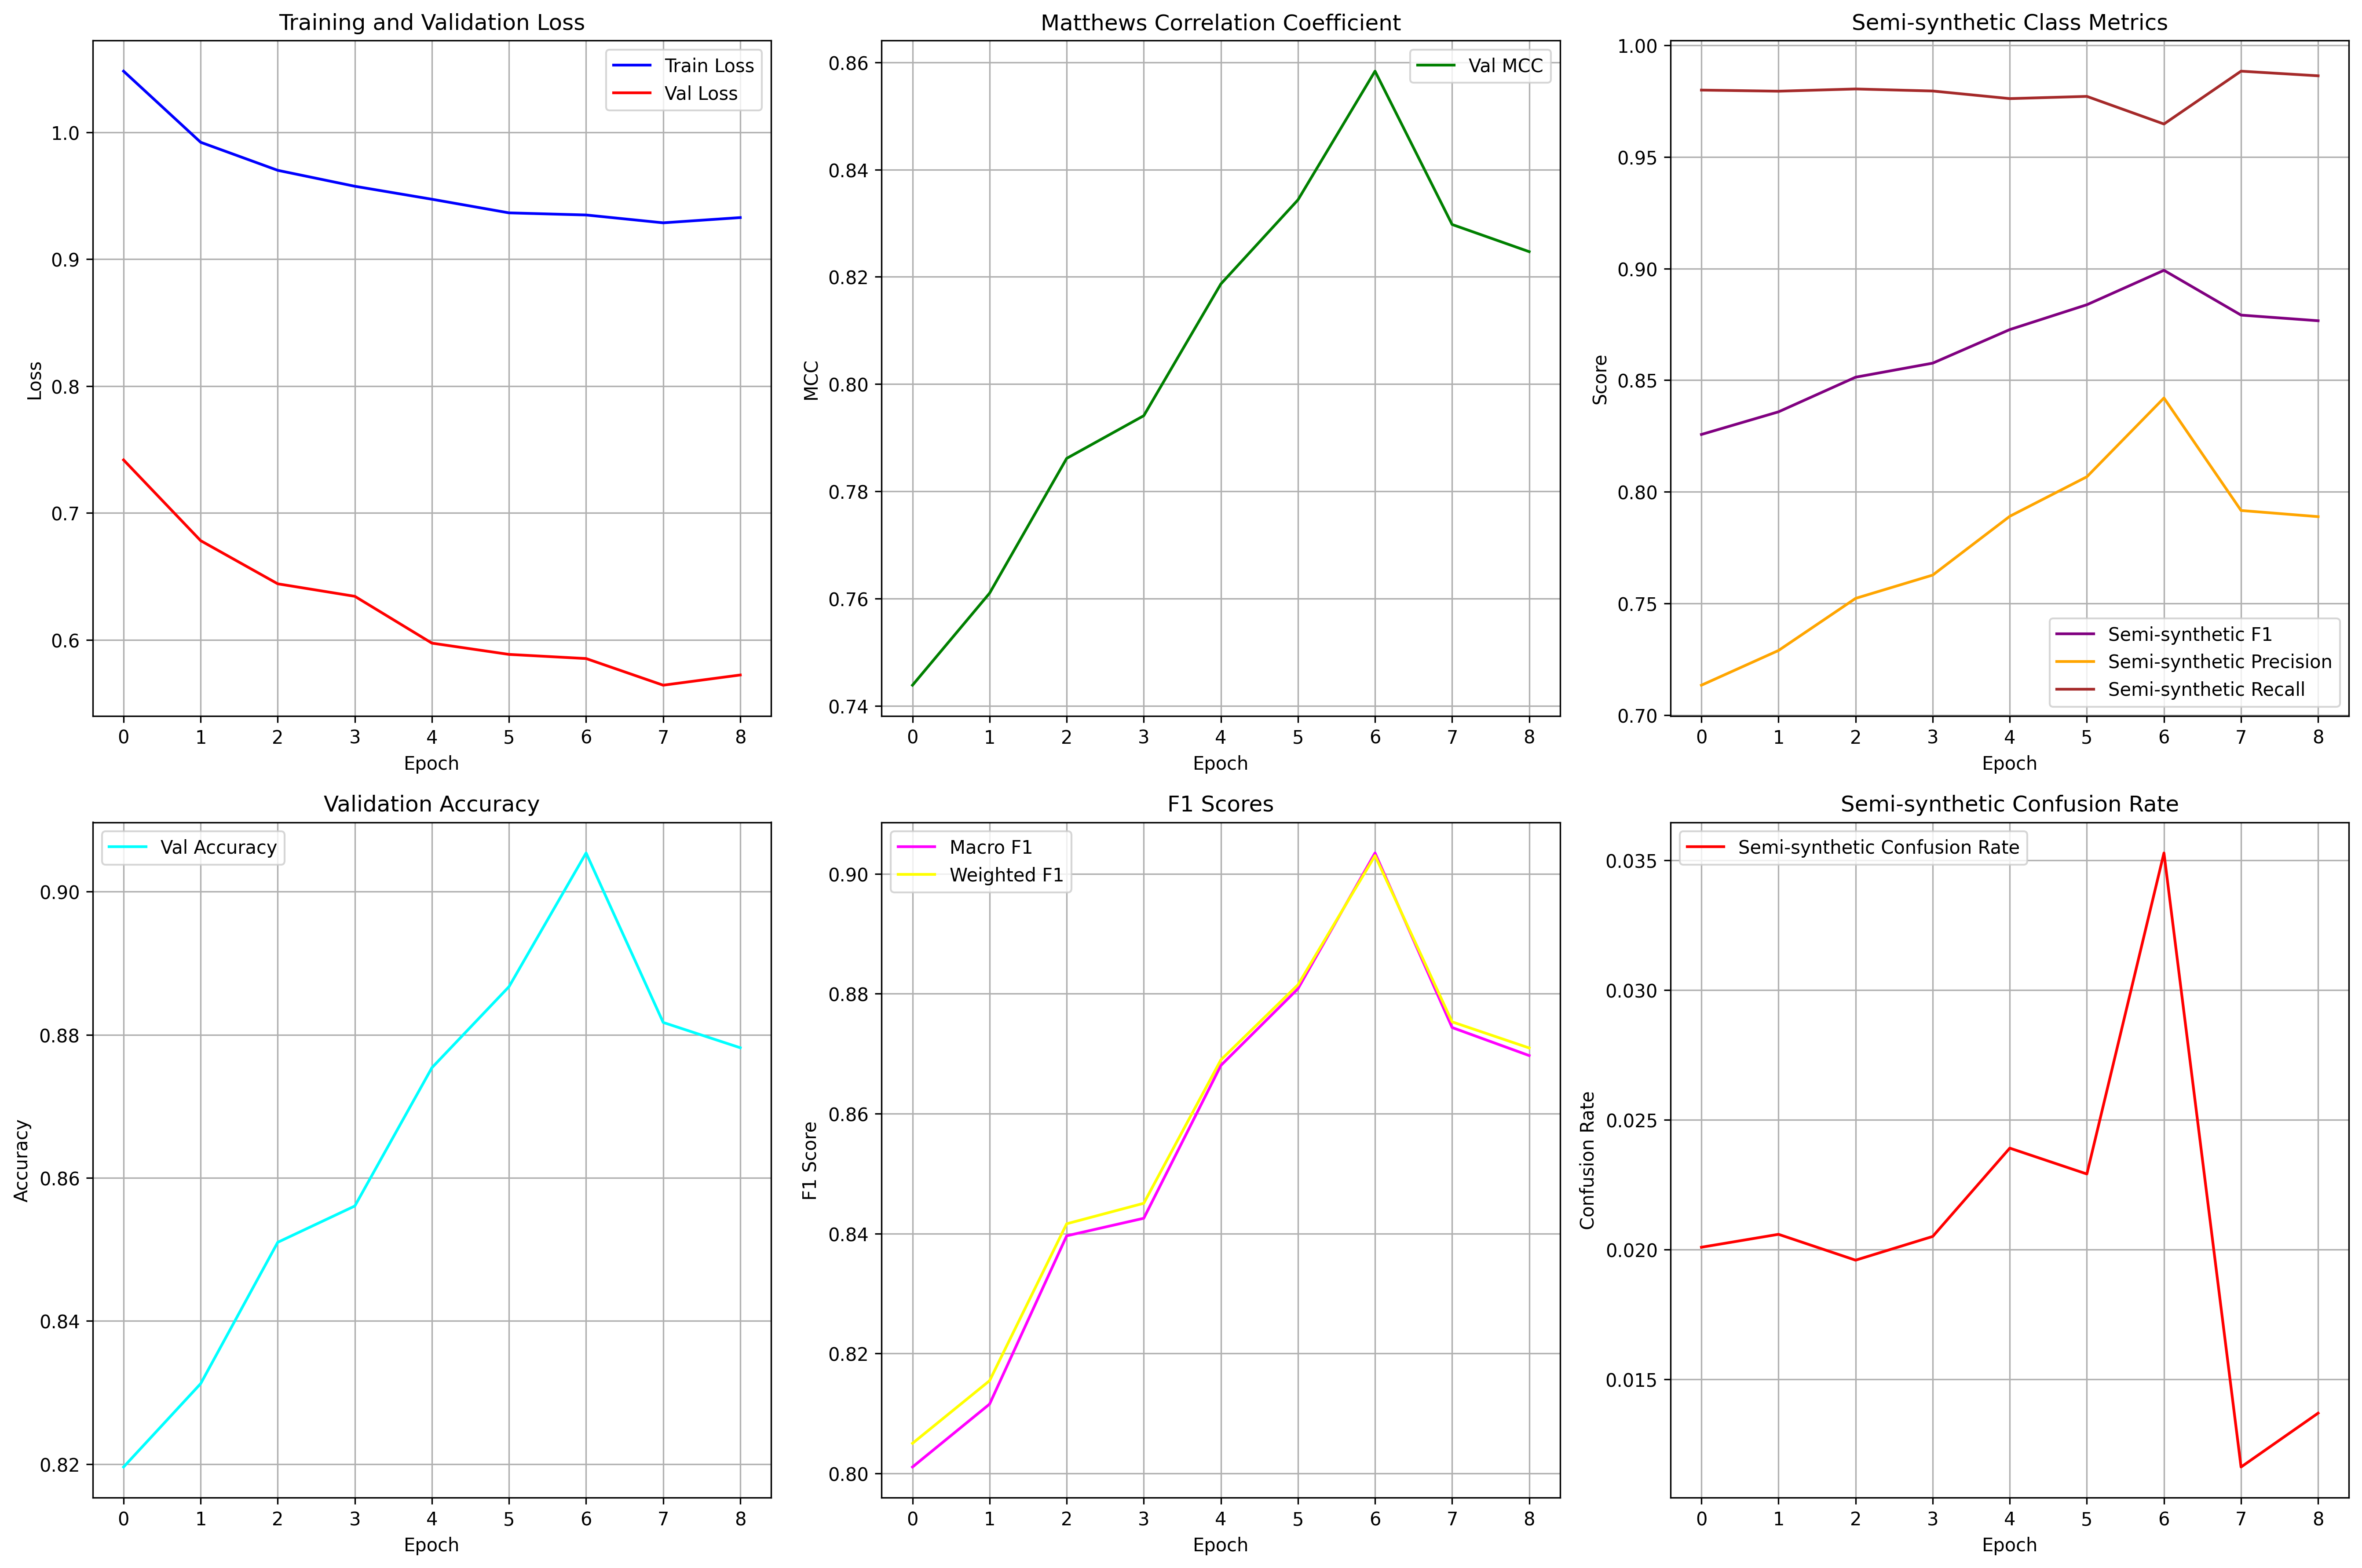 Training and Validation Loss
Train Loss
Val Loss
1.0
0.9
0.8
0.7
0.6
Loss
0 1 2 3 4 5 6 7 8
Epoch
Matthews Correlation Coefficient
Val MCC
0.86
0.84
0.82
0.80
0.78
0.76
0.74
MCC
0 1 2 3 4 5 6 7 8
Epoch
Semi-synthetic Class Metrics
1.00
0.95
0.90
0.85
0.80
0.75
0.70
Score
Semi-synthetic F1
Semi-synthetic Precision
Semi-synthetic Recall
0 1 2 3 4 5 6 7 8
Epoch
Validation Accuracy
Val Accuracy
0.90
0.88
0.86
0.84
0.82
Accuracy
0 1 2 3 4 5 6 7 8
Epoch
F1 Scores
Macro F1
Weighted F1
0.90
0.88
0.86
0.84
0.82
0.80
F1 Score
0 1 2 3 4 5 6 7 8
Epoch
Semi-synthetic Confusion Rate
Semi-synthetic Confusion Rate
0.035
0.030
0.025
0.020
0.015
Confusion Rate
0 1 2 3 4 5 6 7 8
Epoch